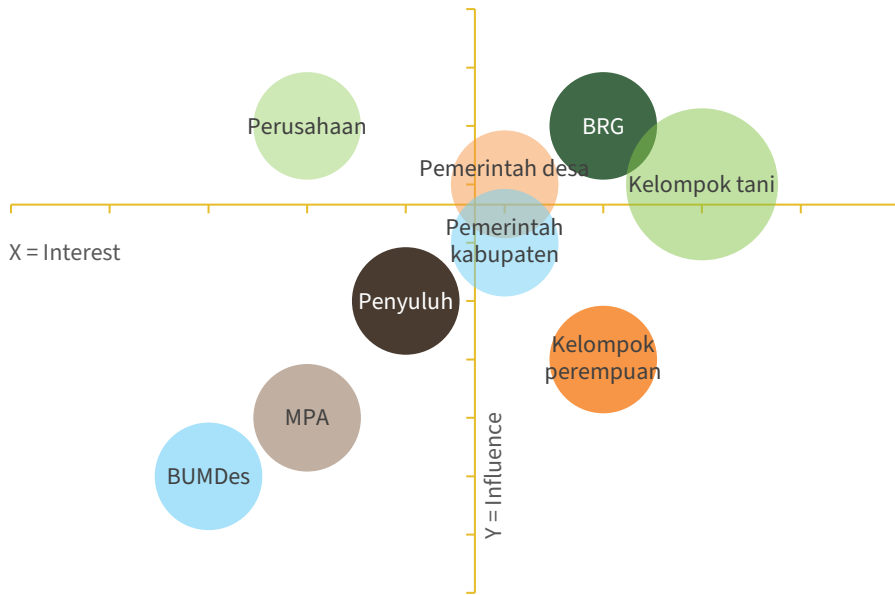 Perusahaan
BRG
Pemerintah desa
Kelompok tani
Pemerintah
kabupaten
X = Interest
Penyuluh
Kelompok
perempuan
MPA
BUMDes
Y = Influence